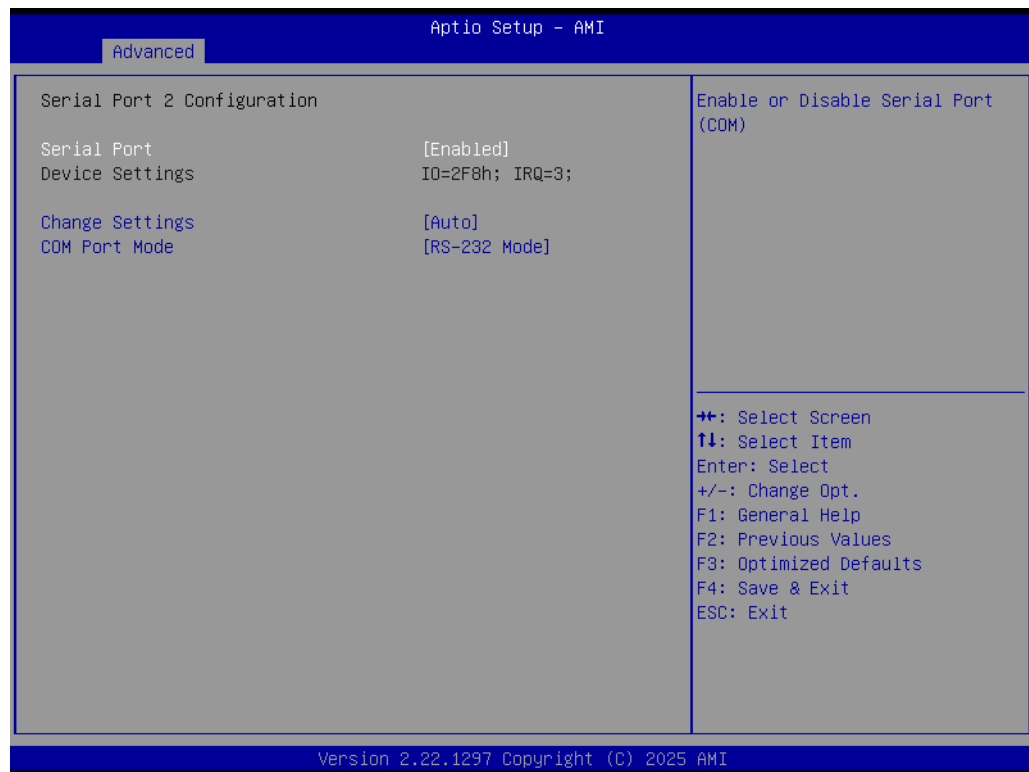 Aptio Setup – AMI
Advanced
Serial Port 2 Configuration
Serial Port [Enabled]
Device Settings IO=2F8h; IRQ=3;
Change Settings [Auto]
COM Port Mode [RS-232 Mode]
Enable or Disable Serial Port
(COM)
→←: Select Screen
↑↓: Select Item
Enter: Select
+/-: Change Opt.
F1: General Help
F2: Previous Values
F3: Optimized Defaults
F4: Save & Exit
ESC: Exit
Version 2.22.1297 Copyright (C) 2025 AMI